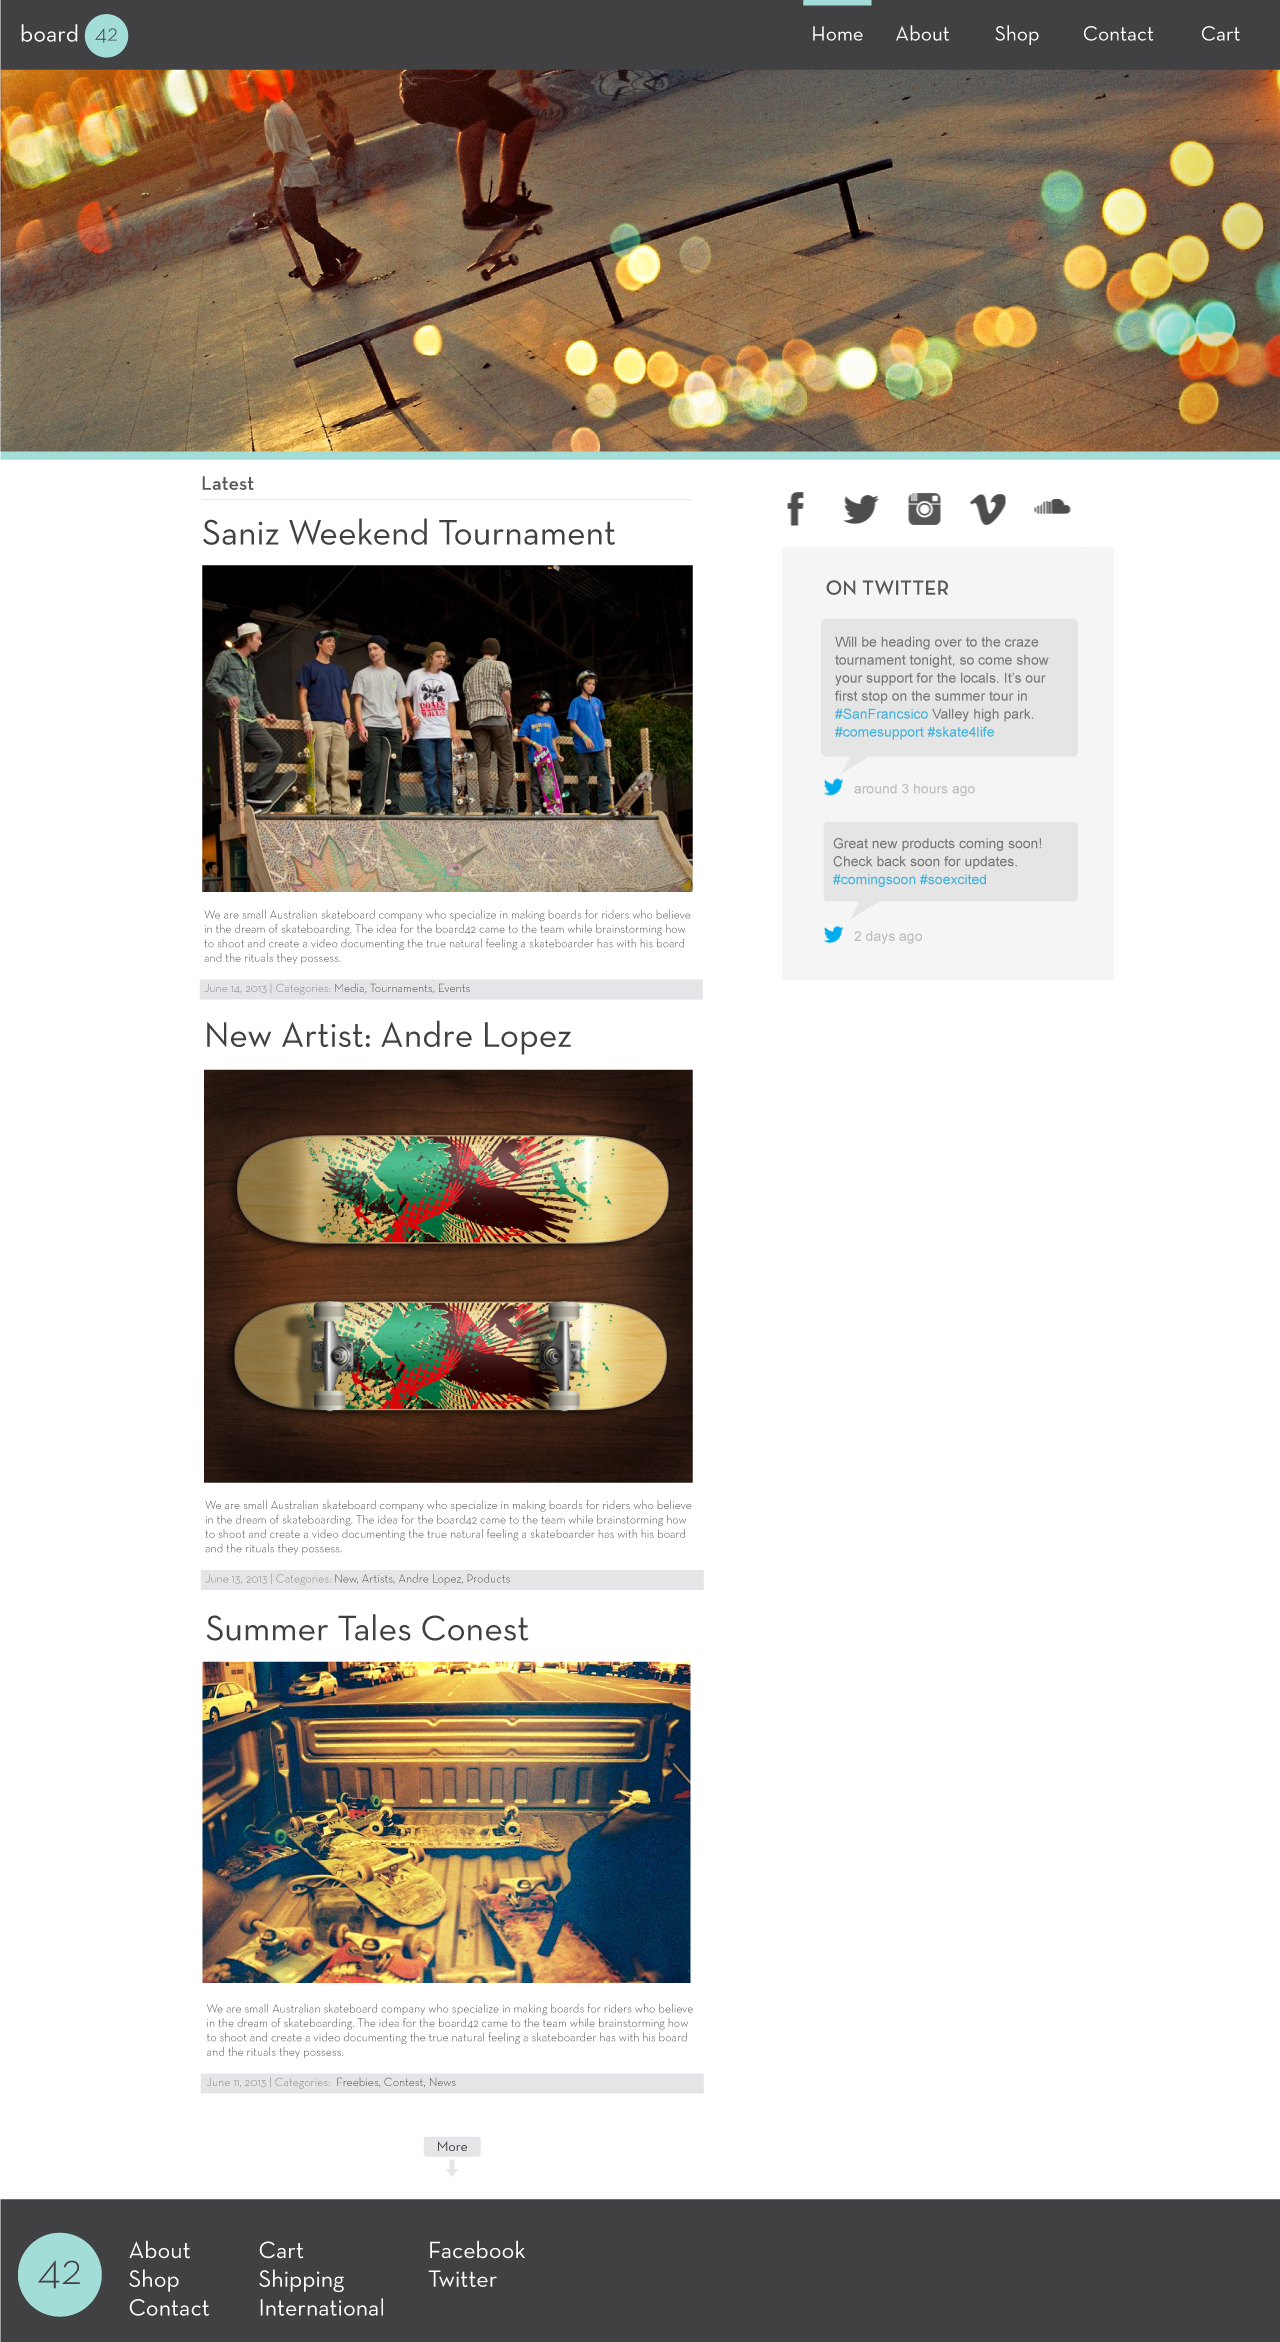 board 42
Home About Shop Contact Cart
Latest
Saniz Weekend Tournament
We are small Australian skateboard company who specialize in making boards for riders who believe
in the dream of skateboarding. The idea for the board42 came to the team while brainstorming how
to shoot and create a video documenting the true natural feeling a skateboarder has with his board
and the rituals they possess.
June 14, 2013 | Categories: Media, Tournaments, Events
New Artist: Andre Lopez
We are small Australian skateboard company who specialize in making boards for riders who believe
in the dream of skateboarding. The idea for the board42 came to the team while brainstorming how
to shoot and create a video documenting the true natural feeling a skateboarder has with his board
and the rituals they possess.
June 13, 2013 | Categories: New, Artists, Andre Lopez, Products
Summer Tales Conest
We are small Australian skateboard company who specialize in making boards for riders who believe
in the dream of skateboarding. The idea for the board42 came to the team while brainstorming how
to shoot and create a video documenting the true natural feeling a skateboarder has with his board
and the rituals they possess.
June 11, 2013 | Categories: Freebies, Contest, News
More
ON TWITTER
Will be heading over to the craze
tournament tonight, so come show
your support for the locals. It's our
first stop on the summer tour in
#SanFrancsico Valley high park.
#comesupport #skate4life
around 3 hours ago
Great new products coming soon!
Check back soon for updates.
#comingsoon #soexcited
2 days ago
42
About
Shop
Contact
Cart
Shipping
International
Facebook
Twitter